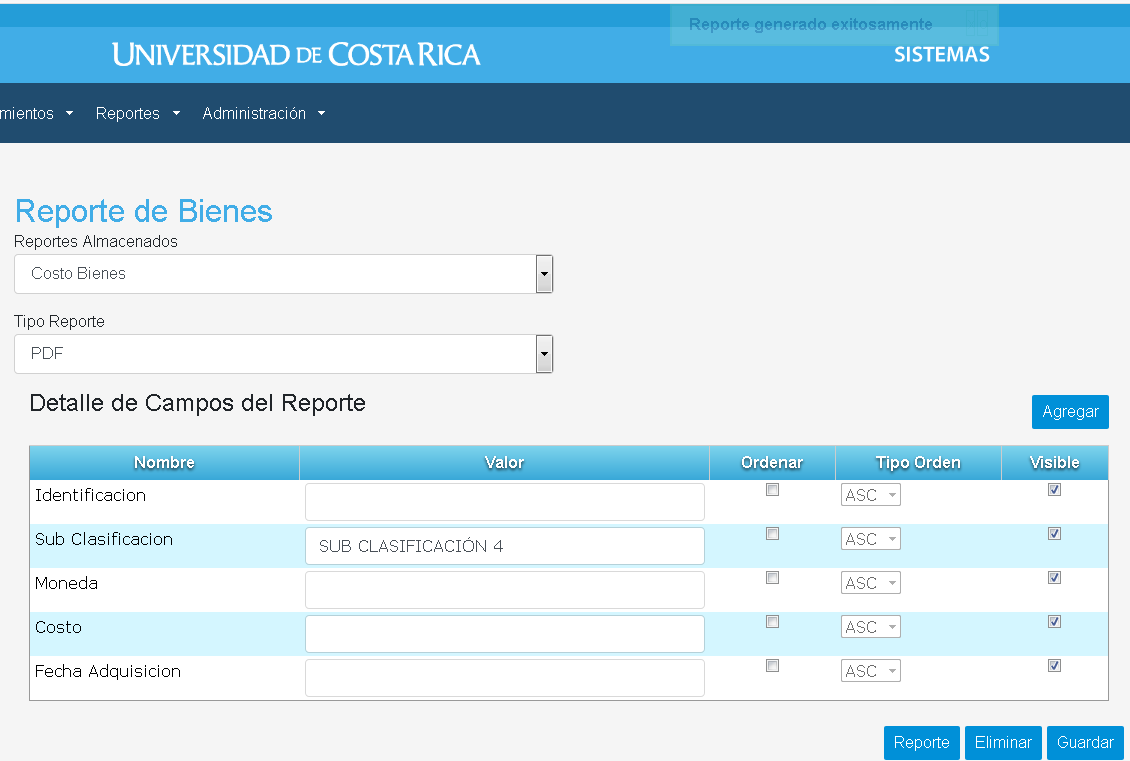 Reporte generado exitosamente
UNIVERSIDAD DE COSTA RICA
SISTEMAS
mientos Reportes Administración
Reporte de Bienes
Reportes Almacenados
Costo Bienes
Tipo Reporte
PDF
Detalle de Campos del Reporte
Agregar
Nombre Valor Ordenar Tipo Orden Visible
Identificacion ASC
Sub Clasificacion SUB CLASIFICACIÓN 4 ASC
Moneda ASC
Costo ASC
Fecha Adquisicion ASC
Reporte Eliminar Guardar